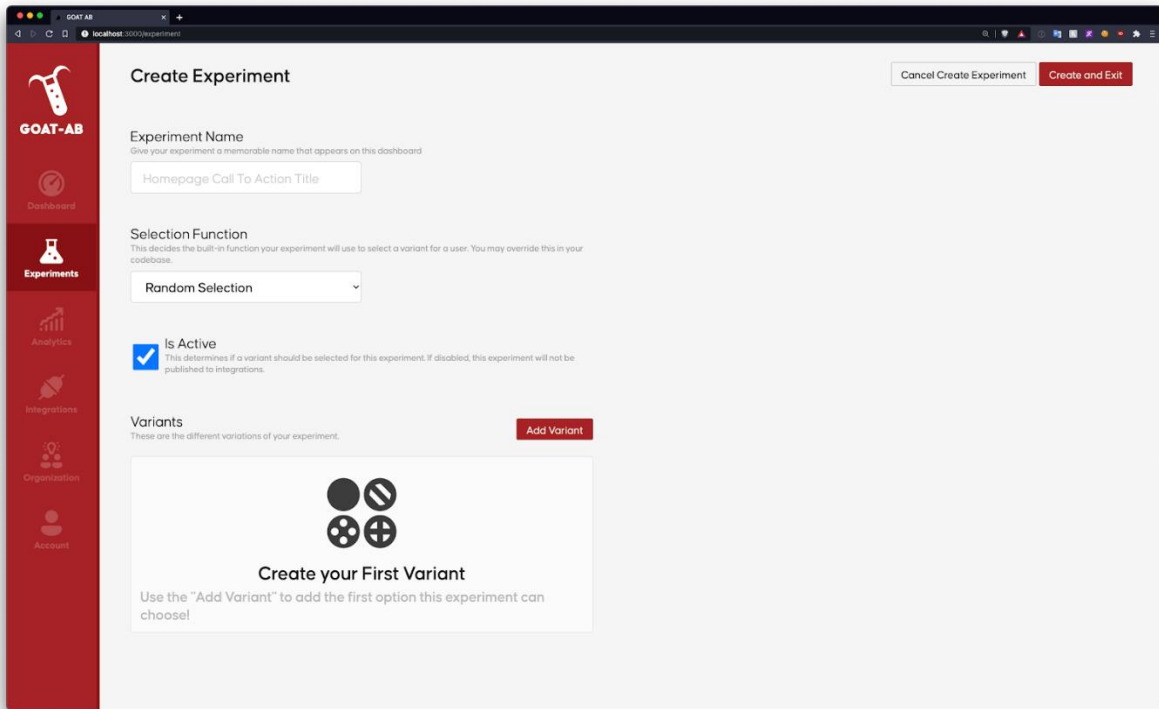 GOAT AB
localhost:3000/experiment
GOAT-AB
Dashboard
Experiments
Analytics
Integrations
Organization
Account
Create Experiment
Cancel Create Experiment
Create and Exit
Experiment Name
Give your experiment a memorable name that appears on this dashboard
Homepage Call To Action Title
Selection Function
This decides the built-in function your experiment will use to select a variant for a user. You may override this in your
codebase.
Random Selection
Is Active
This determines if a variant should be selected for this experiment. If disabled, this experiment will not be
published to integrations.
Variants
These are the different variations of your experiment.
Add Variant
Create your First Variant
Use the "Add Variant" to add the first option this experiment can
choose!